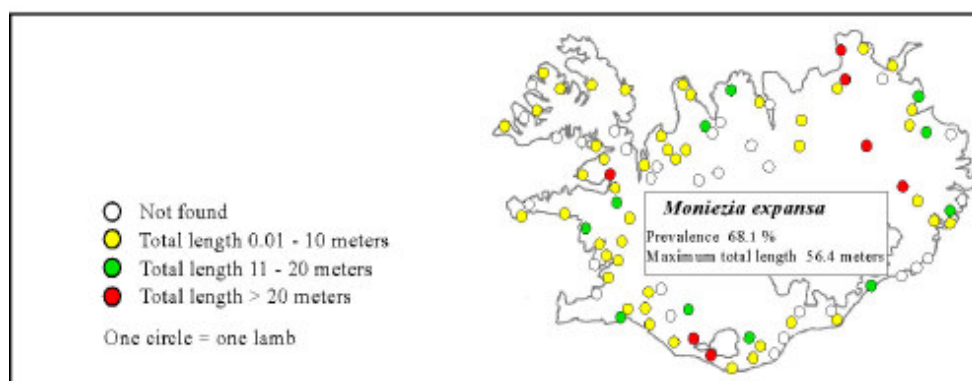 Not found
Total length 0.01 - 10 meters
Total length 11 - 20 meters
Total length > 20 meters
One circle = one lamb
Moniezia expansa
Prevalence 68.1 %
Maximum total length 56.4 meters